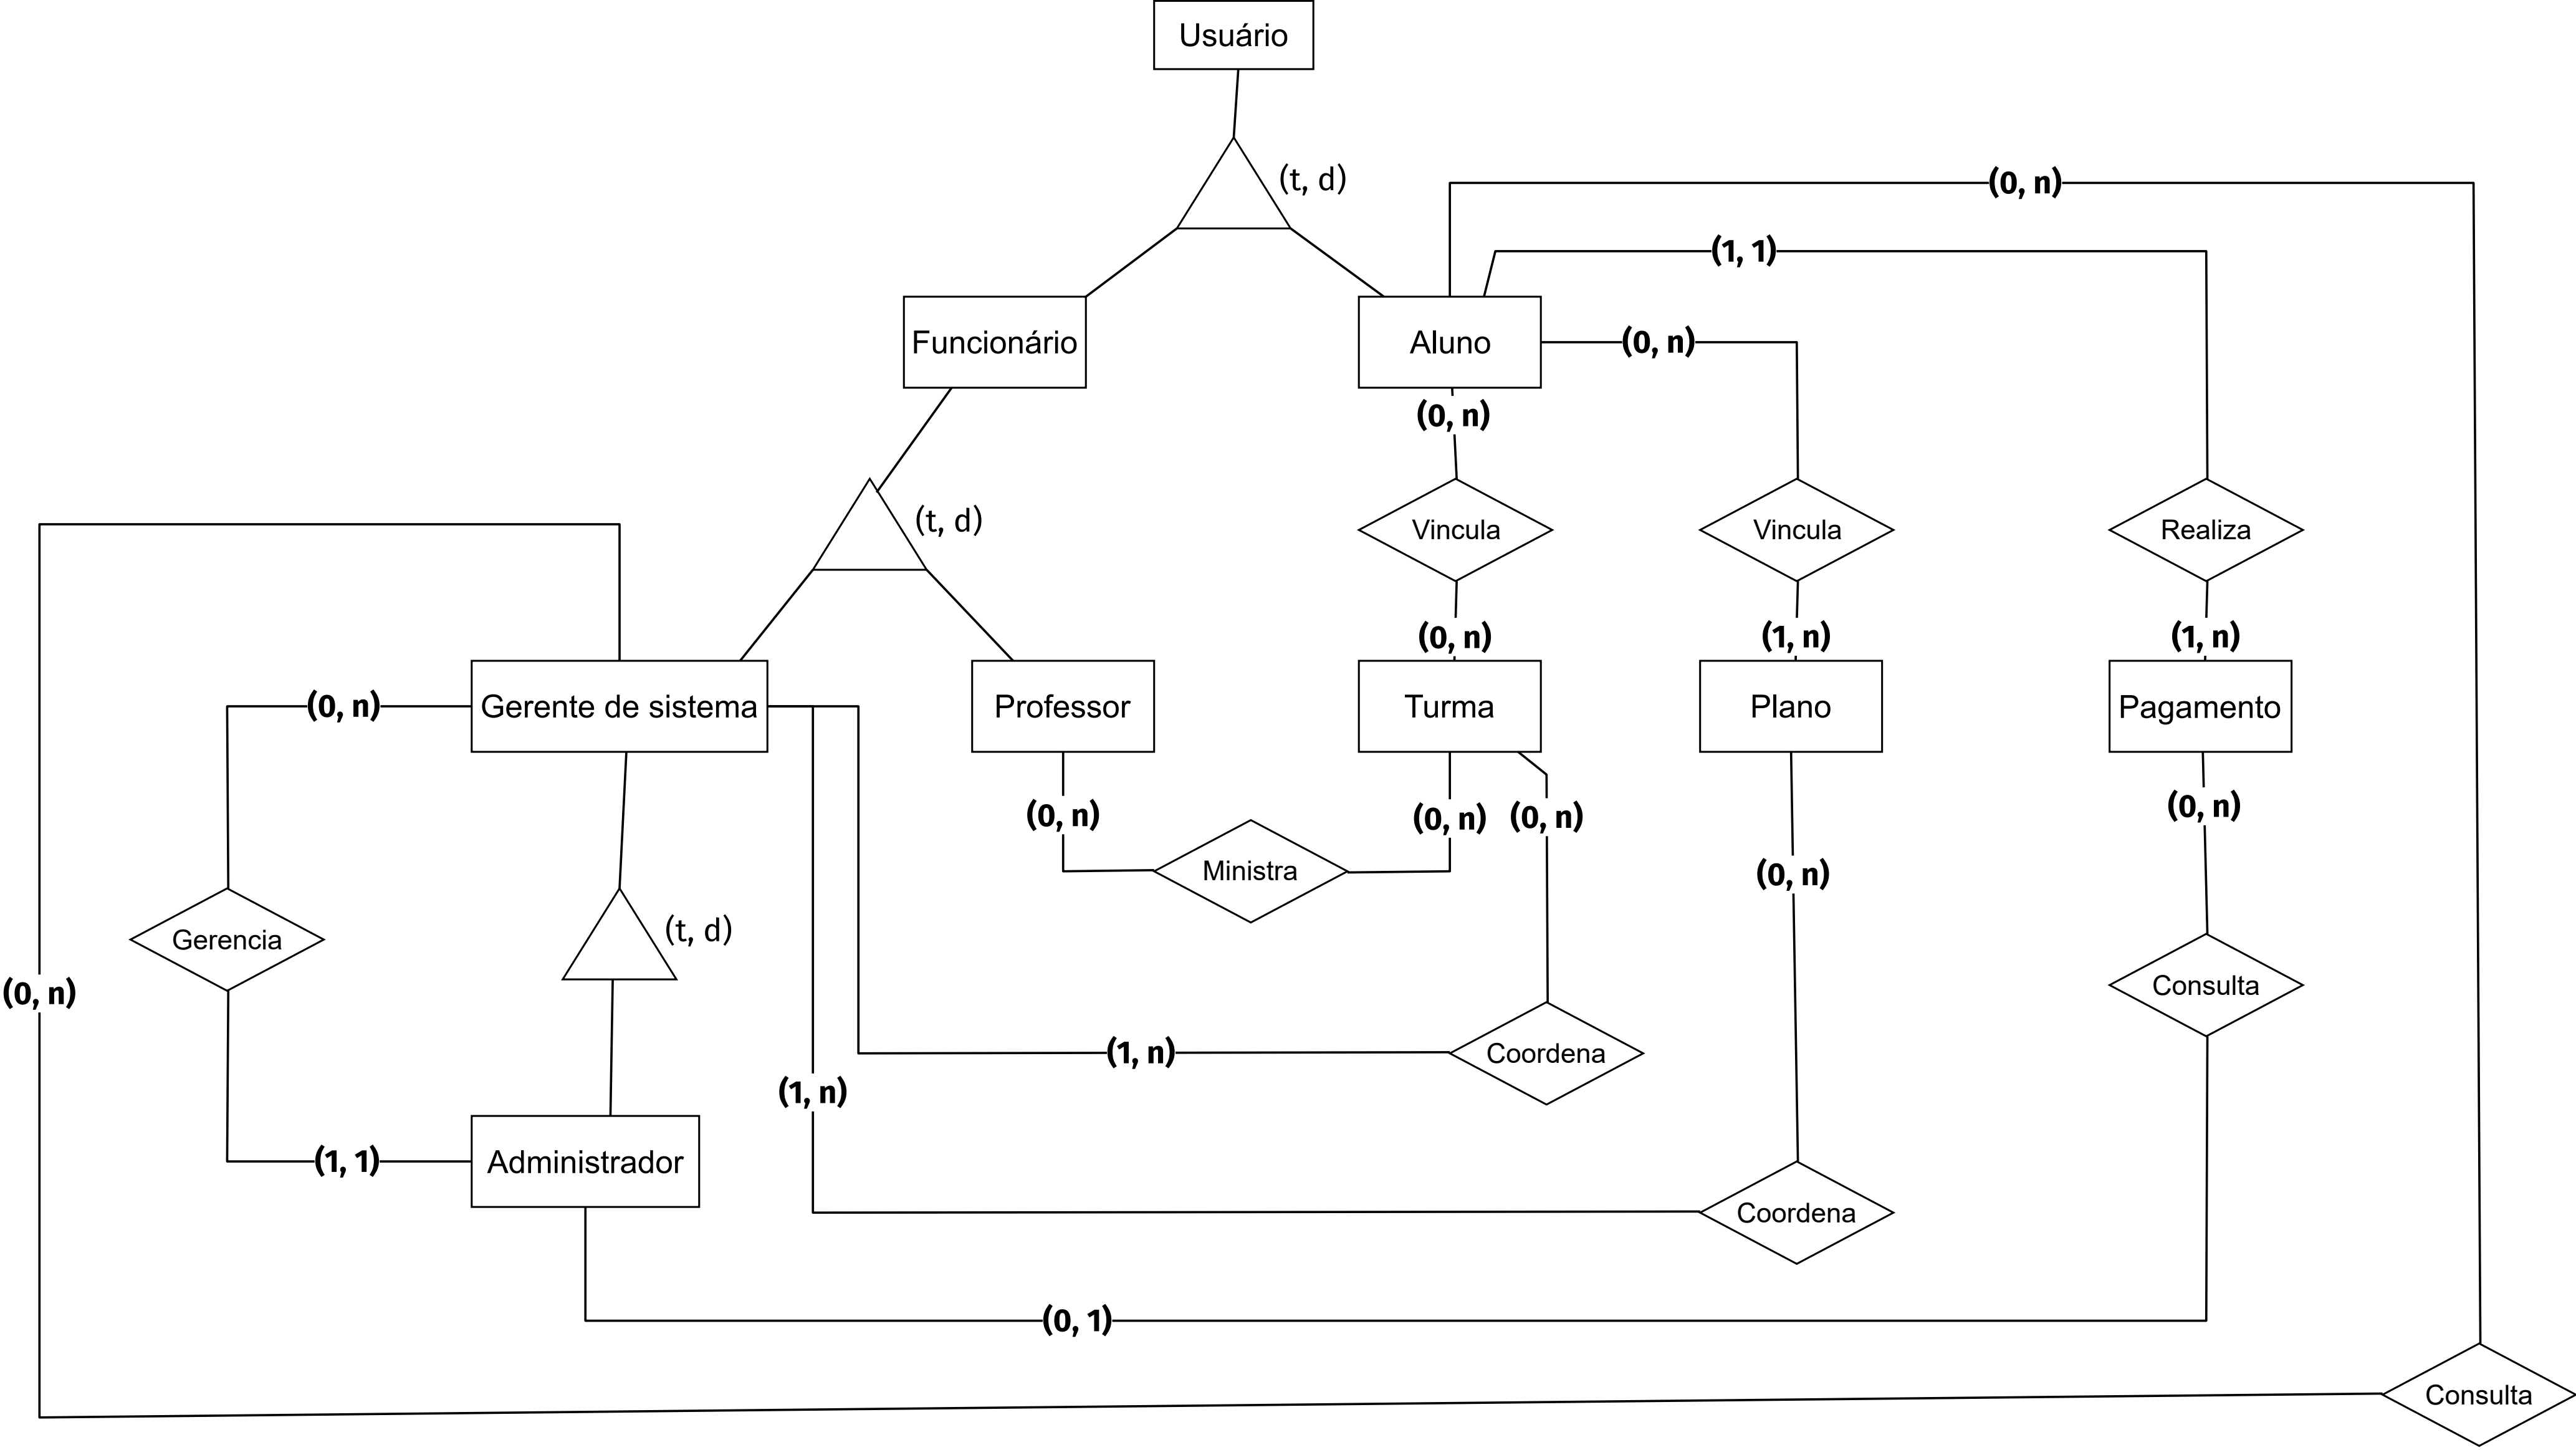 Usuário
(t, d)
(0, n)
(1, 1)
Funcionário
Aluno
(0, n)
(0, n)
(t, d)
Vincula
Vincula
Realiza
(0, n)
(1, n)
(1, n)
(0, n)
Gerente de sistema
Professor
Turma
Plano
Pagamento
(0, n)
(0, n)
(0, n)
(0, n)
(0, n)
Ministra
Gerencia
(t, d)
(0, n)
Consulta
(1, n)
Coordena
(1, n)
(1, 1)
Administrador
Coordena
(0, 1)
Consulta